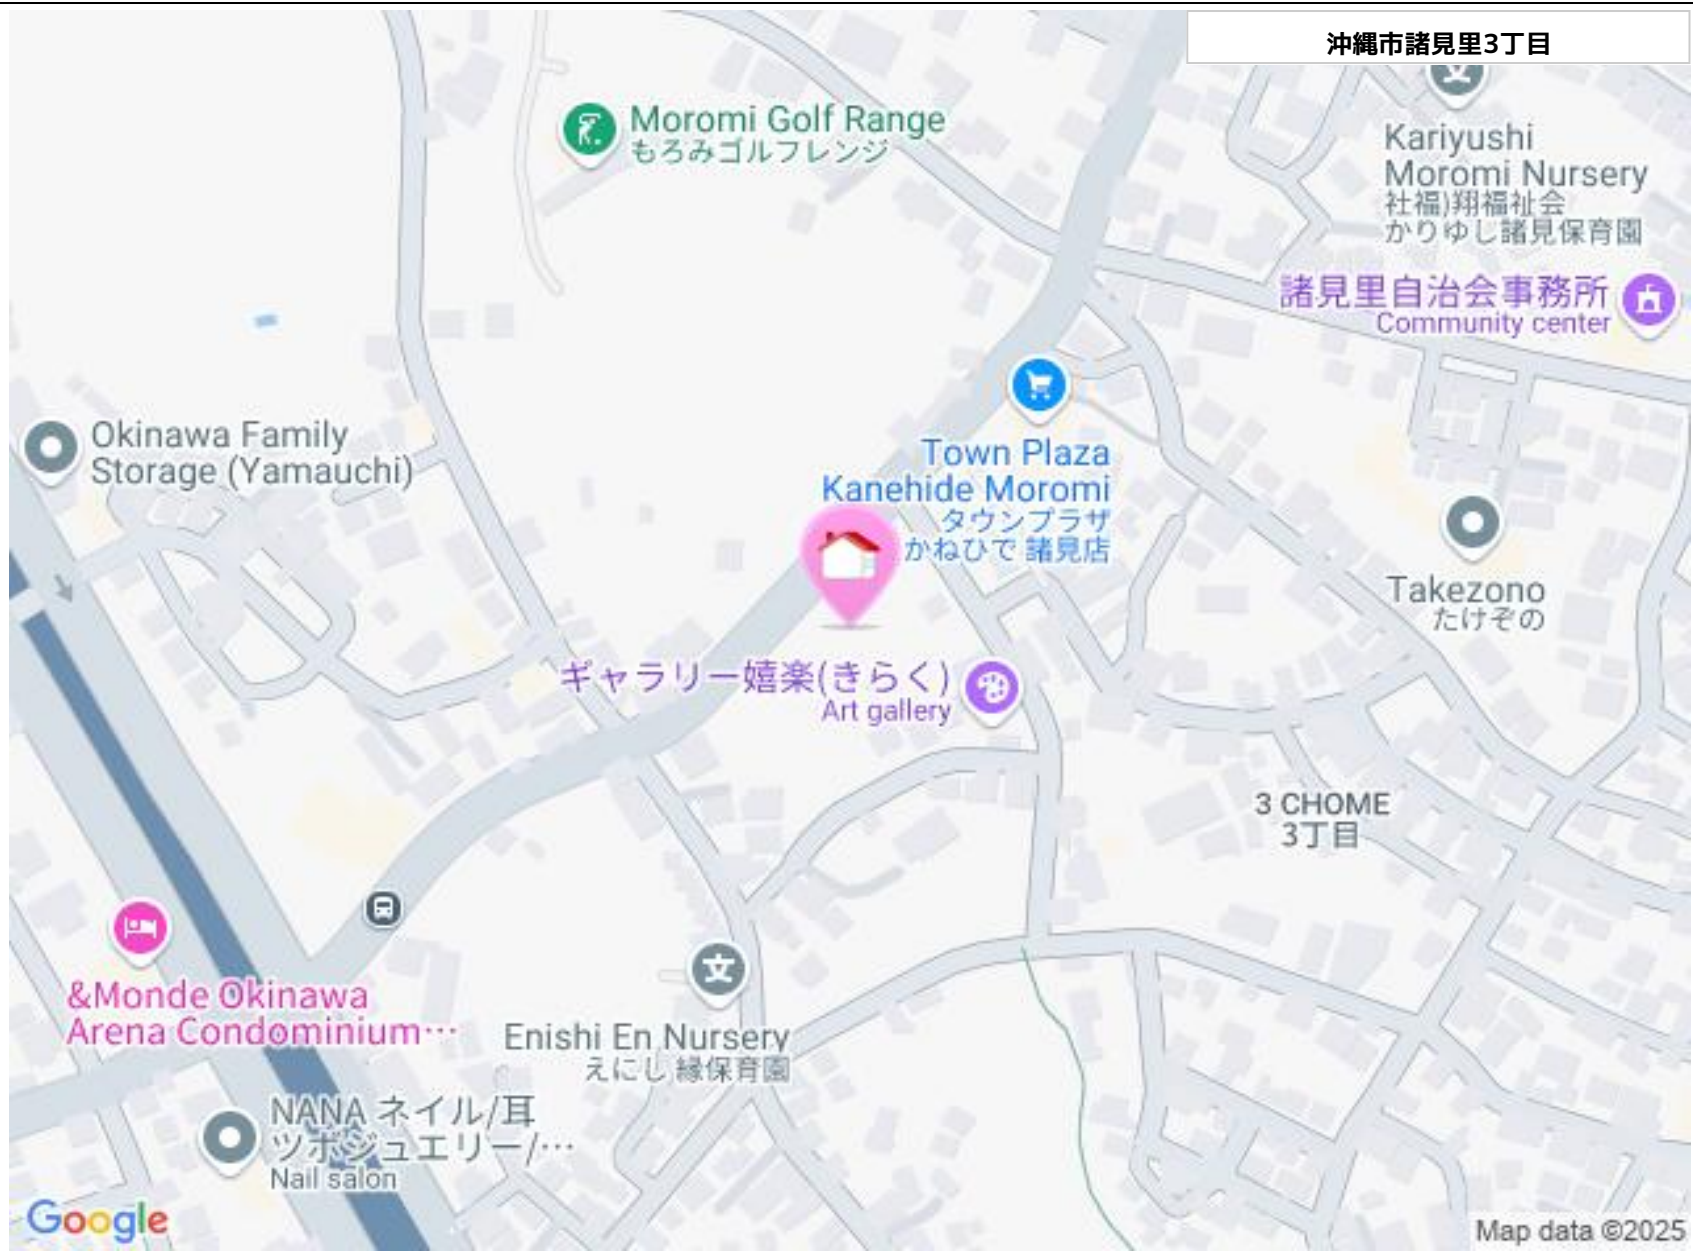 沖縄市諸見里3丁目
Moromi Golf Range
もろみゴルフレンジ
Kariyushi
Moromi Nursery
社福)翔福祉会
かりゆし諸見保育園
諸見里自治会事務所
Community center
Okinawa Family
Storage (Yamauchi)
Town Plaza
Kanehide Moromi
タウンプラザ
かねひで 諸見店
Takezono
たけぞの
ギャラリー嬉楽(きらく)
Art gallery
3 CHOME
3丁目
&Monde Okinawa
Arena Condominium…
文
文
Enishi En Nursery
えにし 縁保育園
NANA ネイル/耳
ツボジュエリー/…
Nail salon
Google
Map data ©2025